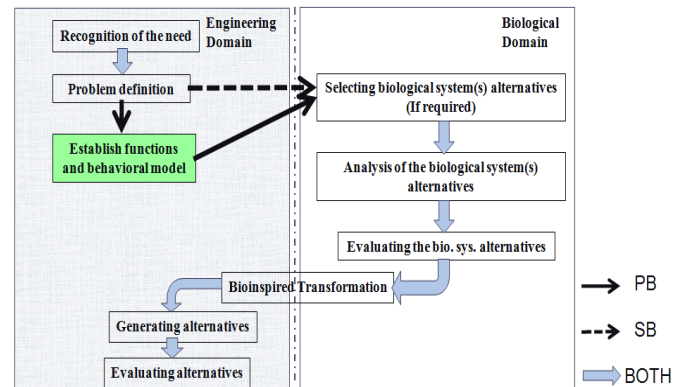 Engineering
Domain
Biological
Domain
Recognition of the need
Problem definition
Selecting biological system(s) alternatives
(If required)
Establish functions
and behavioral model
Analysis of the biological system(s)
alternatives
Evaluating the bio. sys. alternatives
Bioinspired Transformation
Generating alternatives
Evaluating alternatives
PB
SB
BOTH